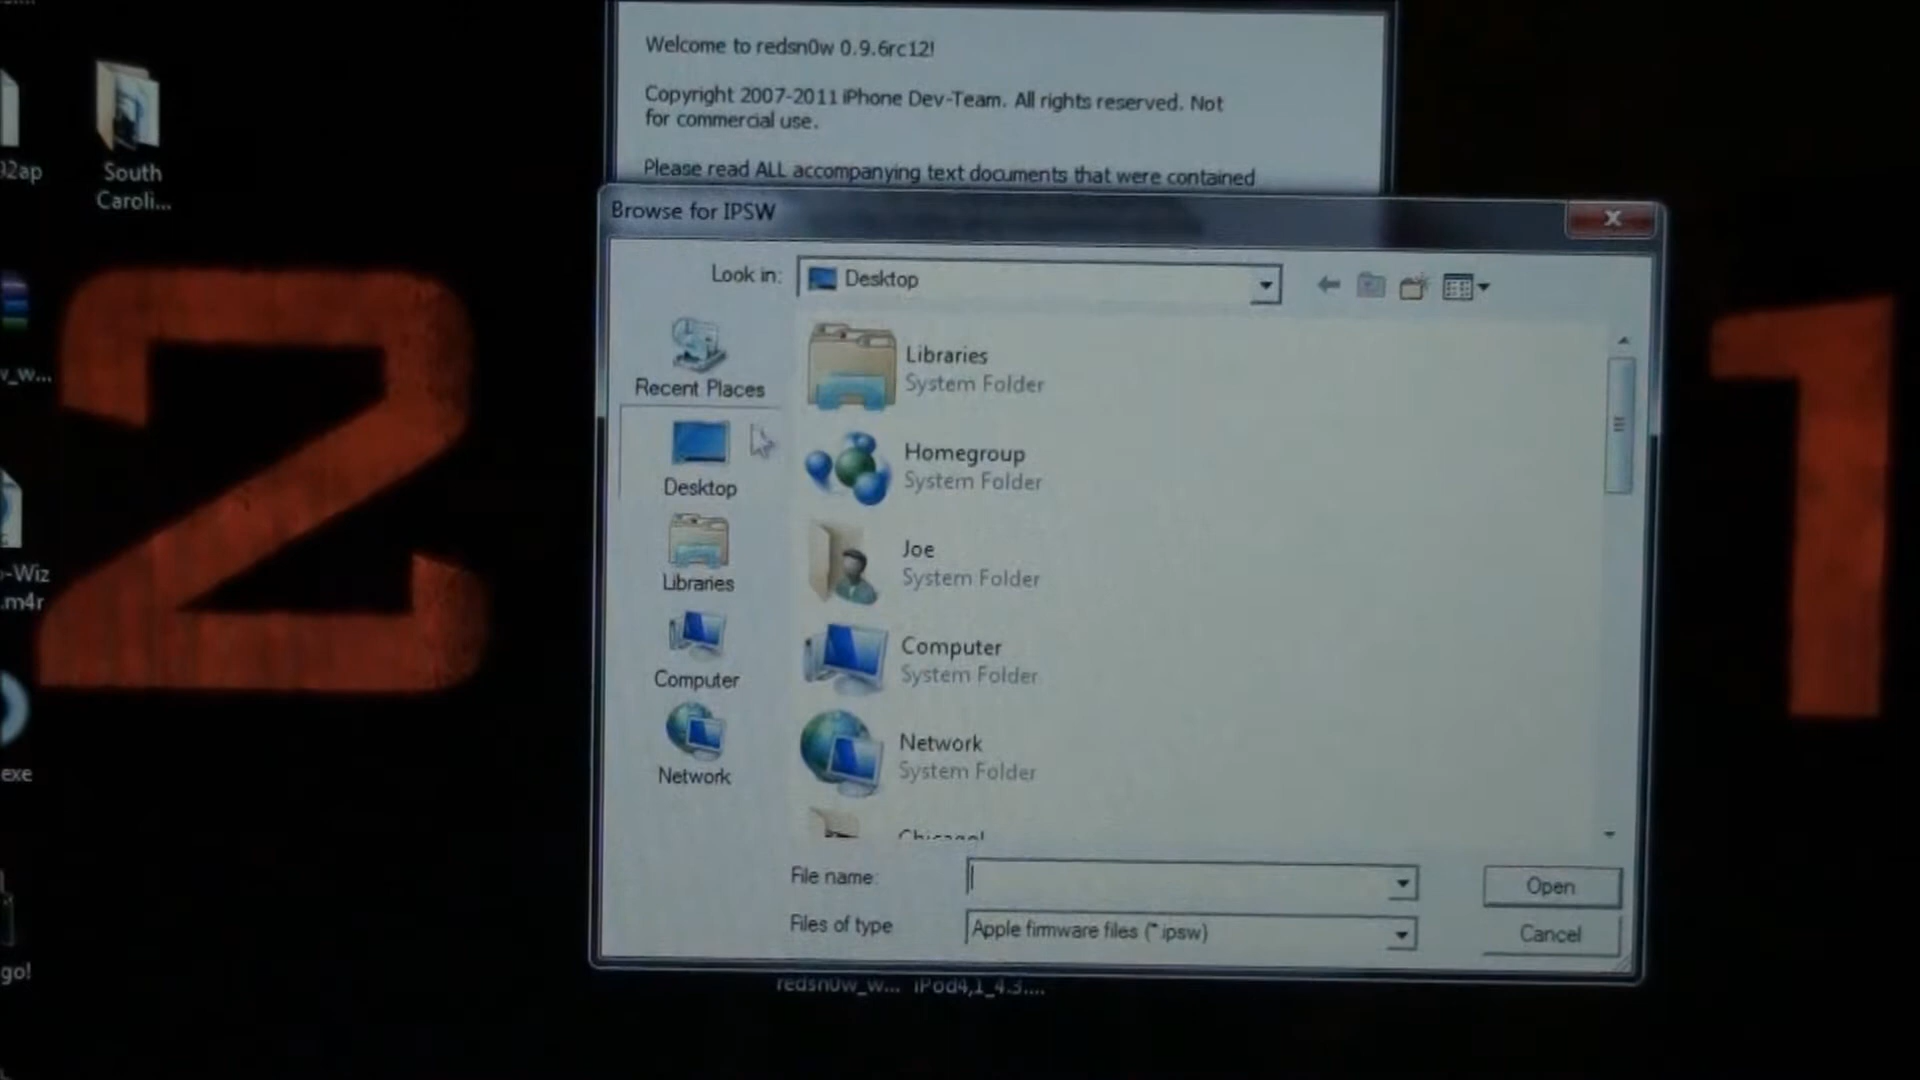 Welcome to redsn0w 0.9.6rc12!
Copyright 2007-2011 iPhone Dev-Team. All rights reserved. Not
for commercial use.
Please read ALL accompanying text documents that were contained
Browse for IPSW
Look in:
Desktop
Recent Places
Desktop
Libraries
Computer
Network
Libraries
System Folder
Homegroup
System Folder
Joe
System Folder
Computer
System Folder
Network
System Folder
Chicago!
File name:
Files of type
Apple firmware files (*.ipsw)
Open
Cancel
redsn0w_w...
iPod4,1_4.3....
South
Caroli...
2ap
_w...
-Wiz
.m4r
exe
go!
2
1